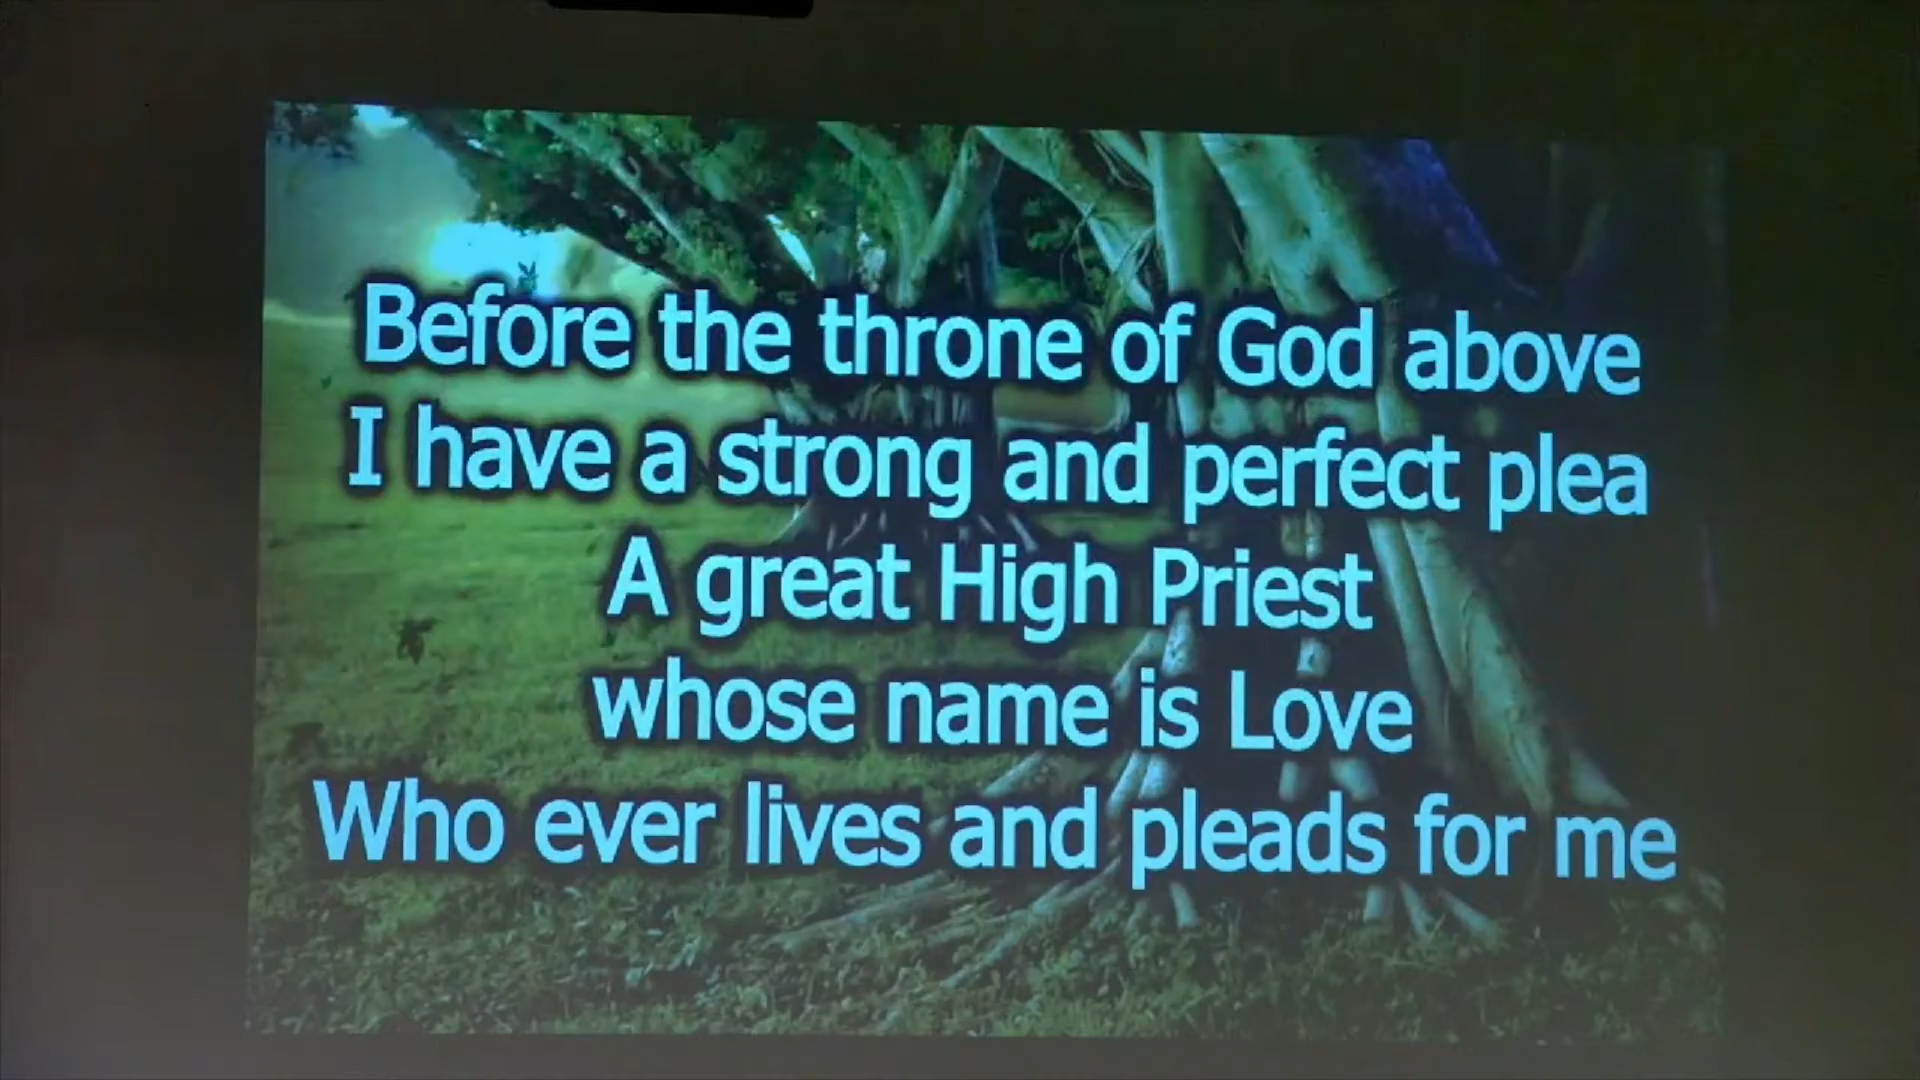 Before the throne of God above
I have a strong and perfect plea
A great High Priest
whose name is Love
Who ever lives and pleads for me